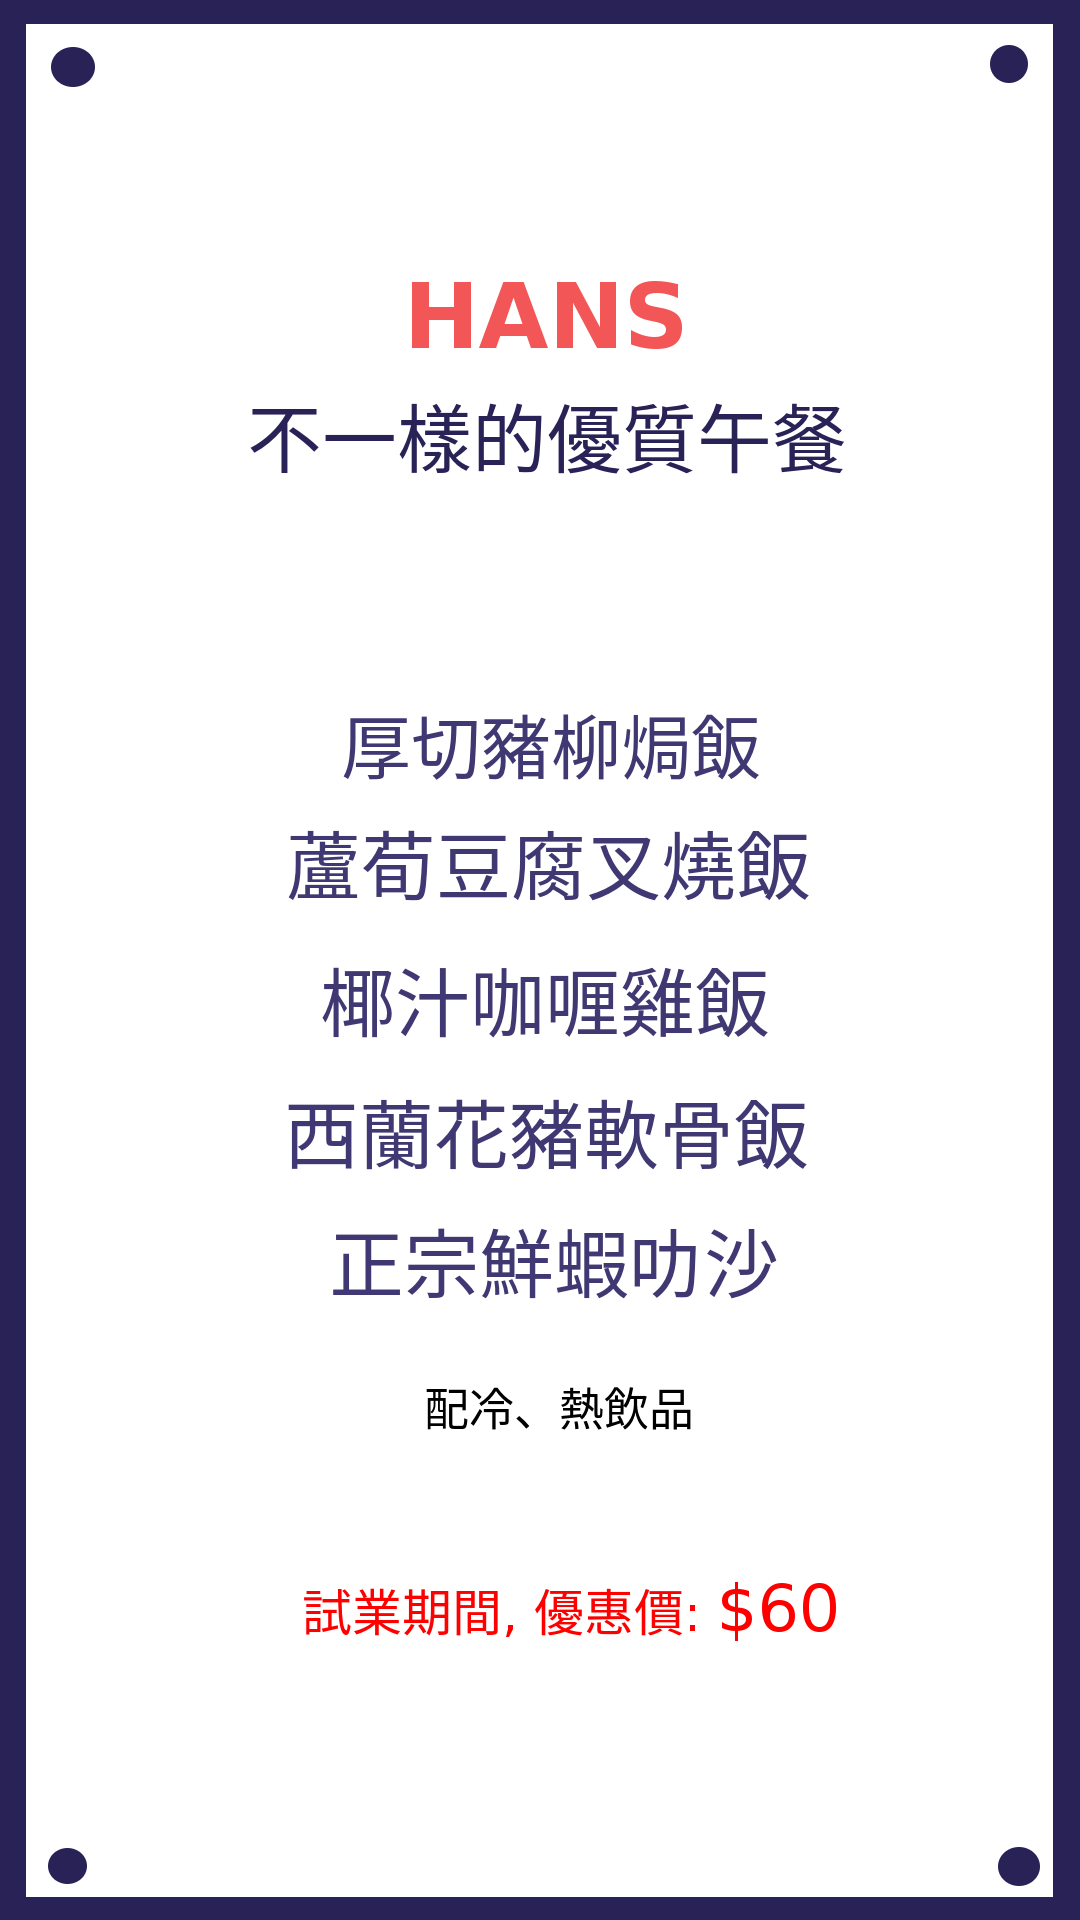 HANS
不一樣的優質午餐
厚切豬柳焗飯
蘆荀豆腐叉燒飯
椰汁咖喱雞飯
西蘭花豬軟骨飯
正宗鮮蝦叻沙
配冷、熱飲品
試業期間, 優惠價: $60